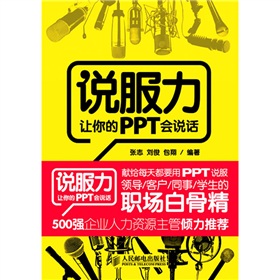 说服力
让你的PPT会说话
张志 刘俊 包翔 / 编著
说服力
让你的PPT会说话
献给每天都要用PPT说服
领导/客户/同事/学生的
职场白骨精
500强企业人力资源主管倾力推荐
人民邮电出版社
POSTS & TELECOM PRESS